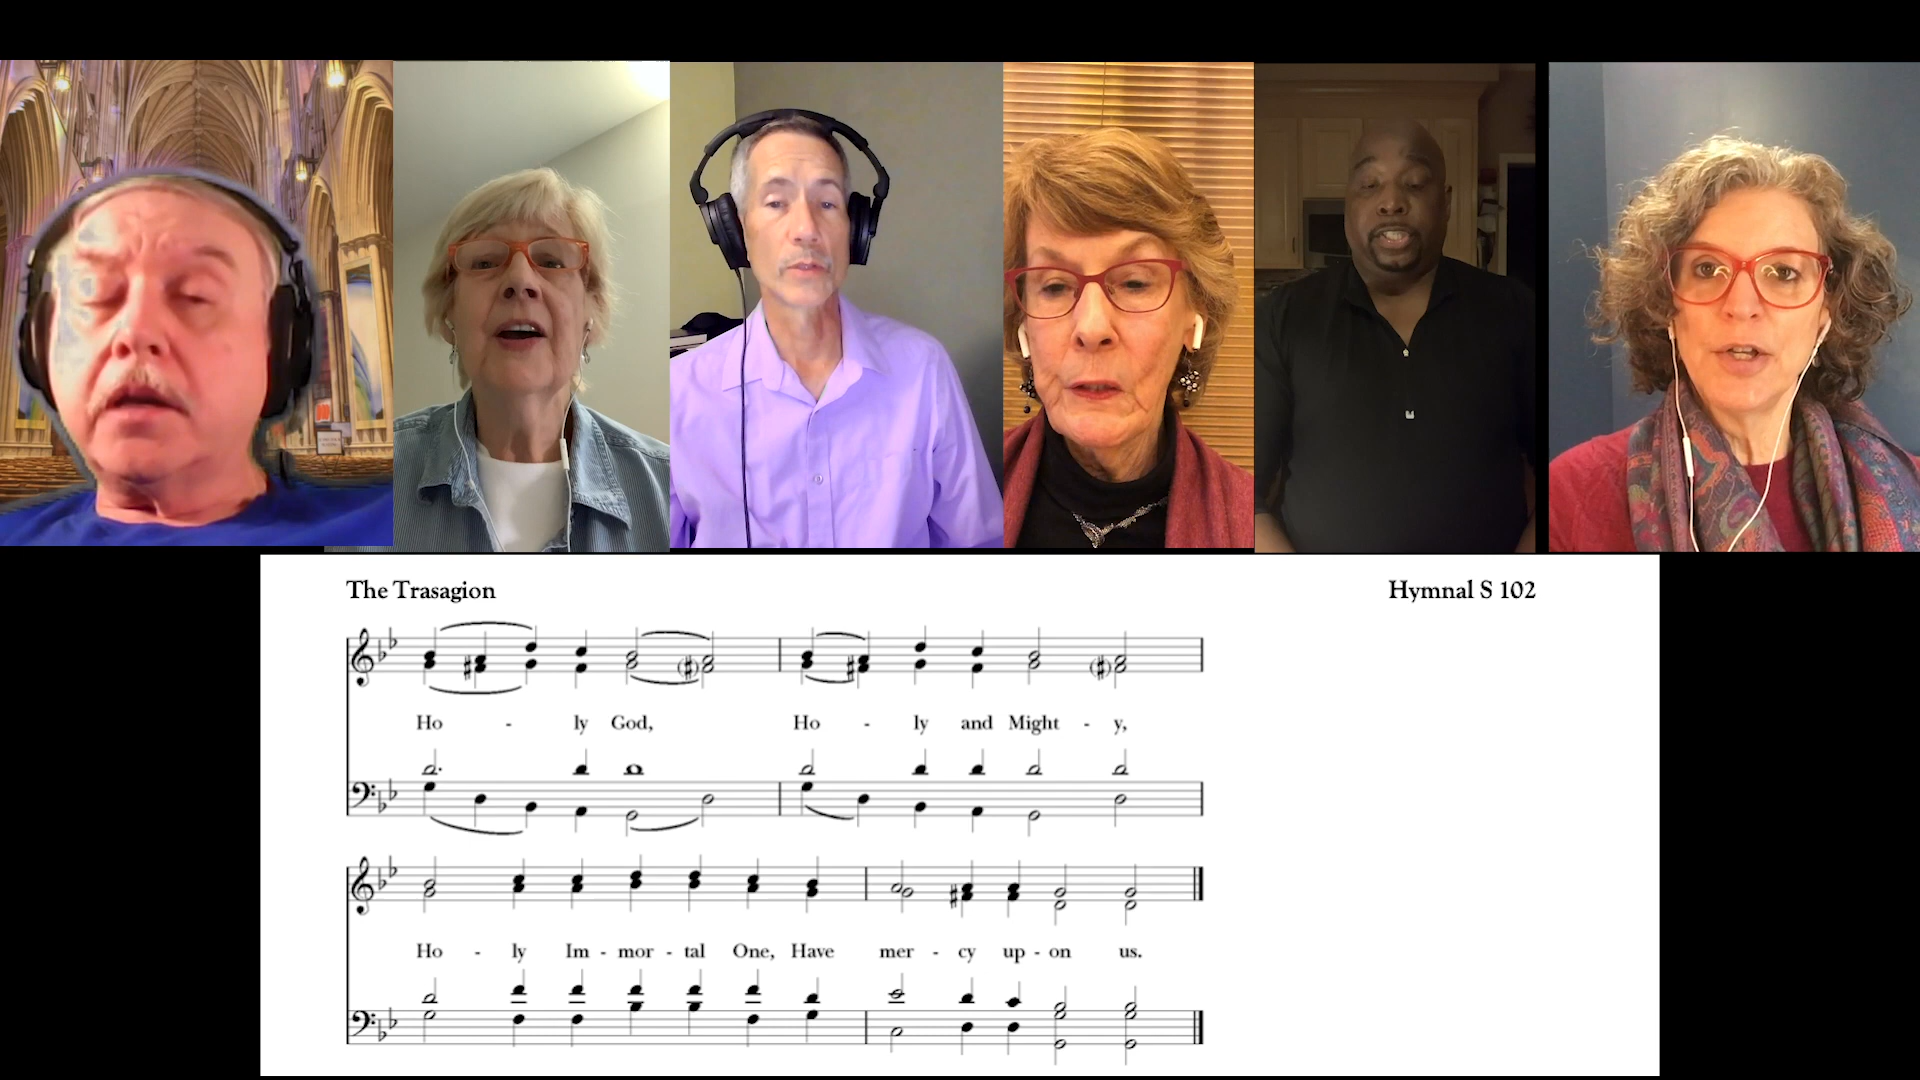 The Trasagion
Hymnal S 102
Ho - ly God, Ho - ly and Might - y,
Ho - ly Im - mor - tal One, Have mer - cy up - on us.